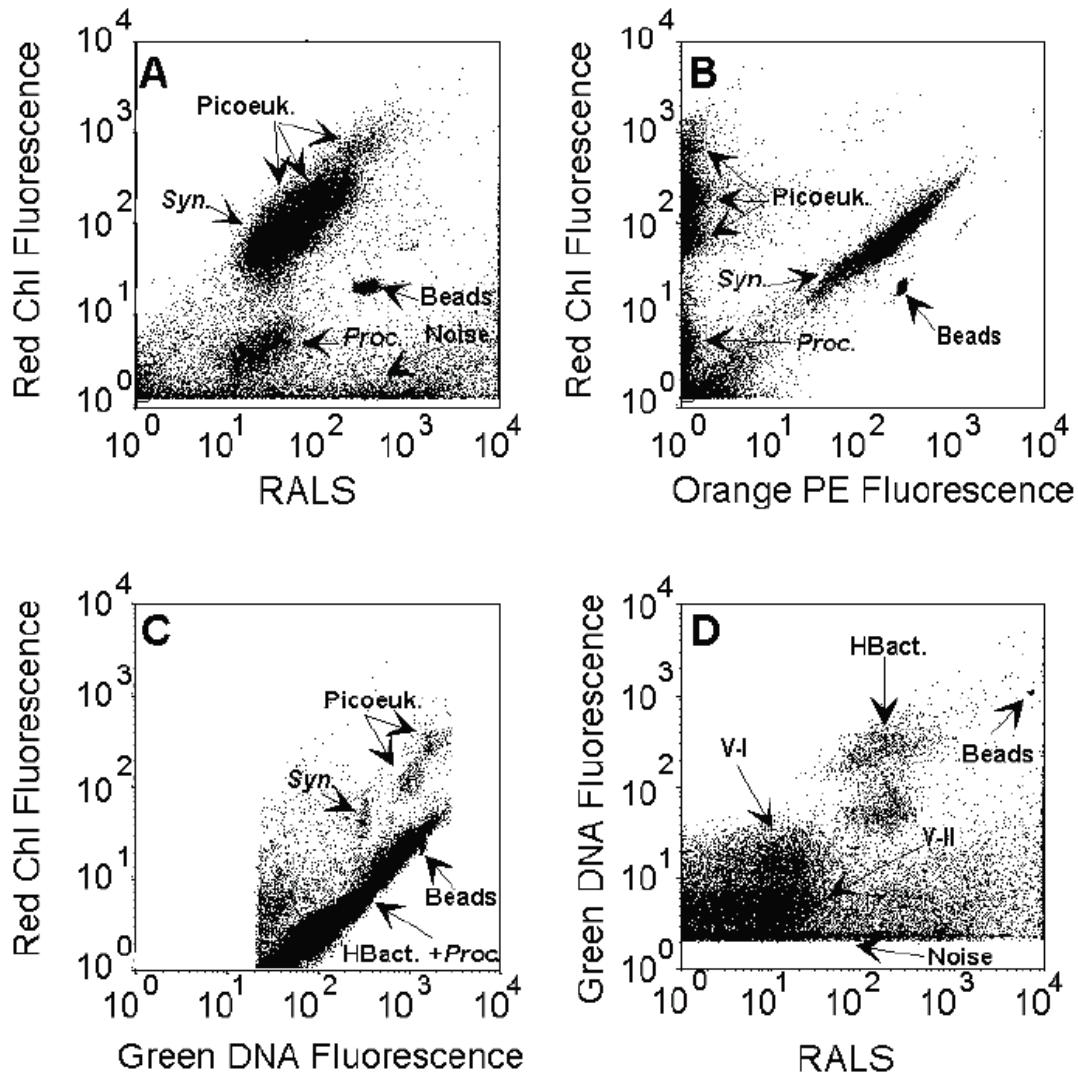 A
Red Chl Fluorescence
10^4
10^3
10^2
10^1
10^0
Picoeuk.
Syn.
Beads
Proc.
Noise
10^0 10^1 10^2 10^3 10^4
RALS
B
Red Chl Fluorescence
10^4
10^3
10^2
10^1
10^0
Picoeuk.
Syn.
Proc.
Beads
10^0 10^1 10^2 10^3 10^4
Orange PE Fluorescence
C
Red Chl Fluorescence
10^4
10^3
10^2
10^1
10^0
Picoeuk.
Syn.
Beads
HBact. +Proc.
10^0 10^1 10^2 10^3 10^4
Green DNA Fluorescence
D
Green DNA Fluorescence
10^4
10^3
10^2
10^1
10^0
HBact.
Beads
V-I
V-II
Noise
10^0 10^1 10^2 10^3 10^4
RALS